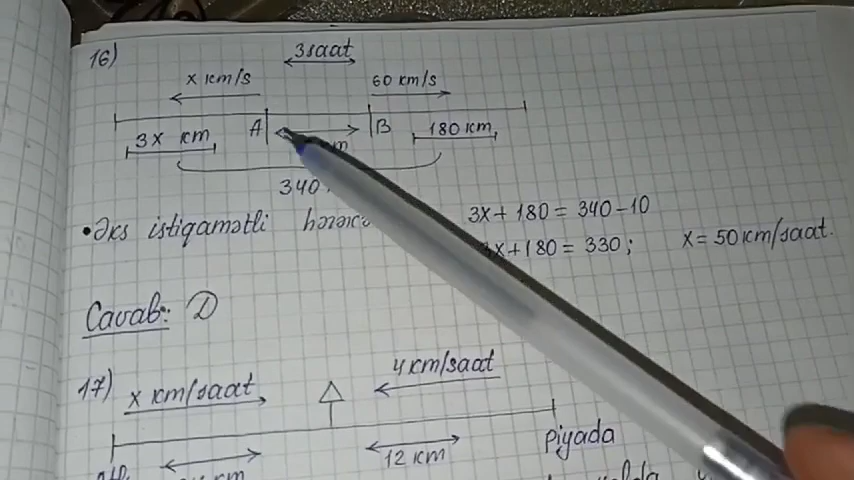 16)
3saat
x km/s
60 km/s
3x km A B 180 km
340
•Əks istiqamətli
3x + 180 = 340 - 10
3x + 180 = 330; x = 50 km/saat.
Cavab: D
17) x km/saat
4 km/saat
12 km
Piyada